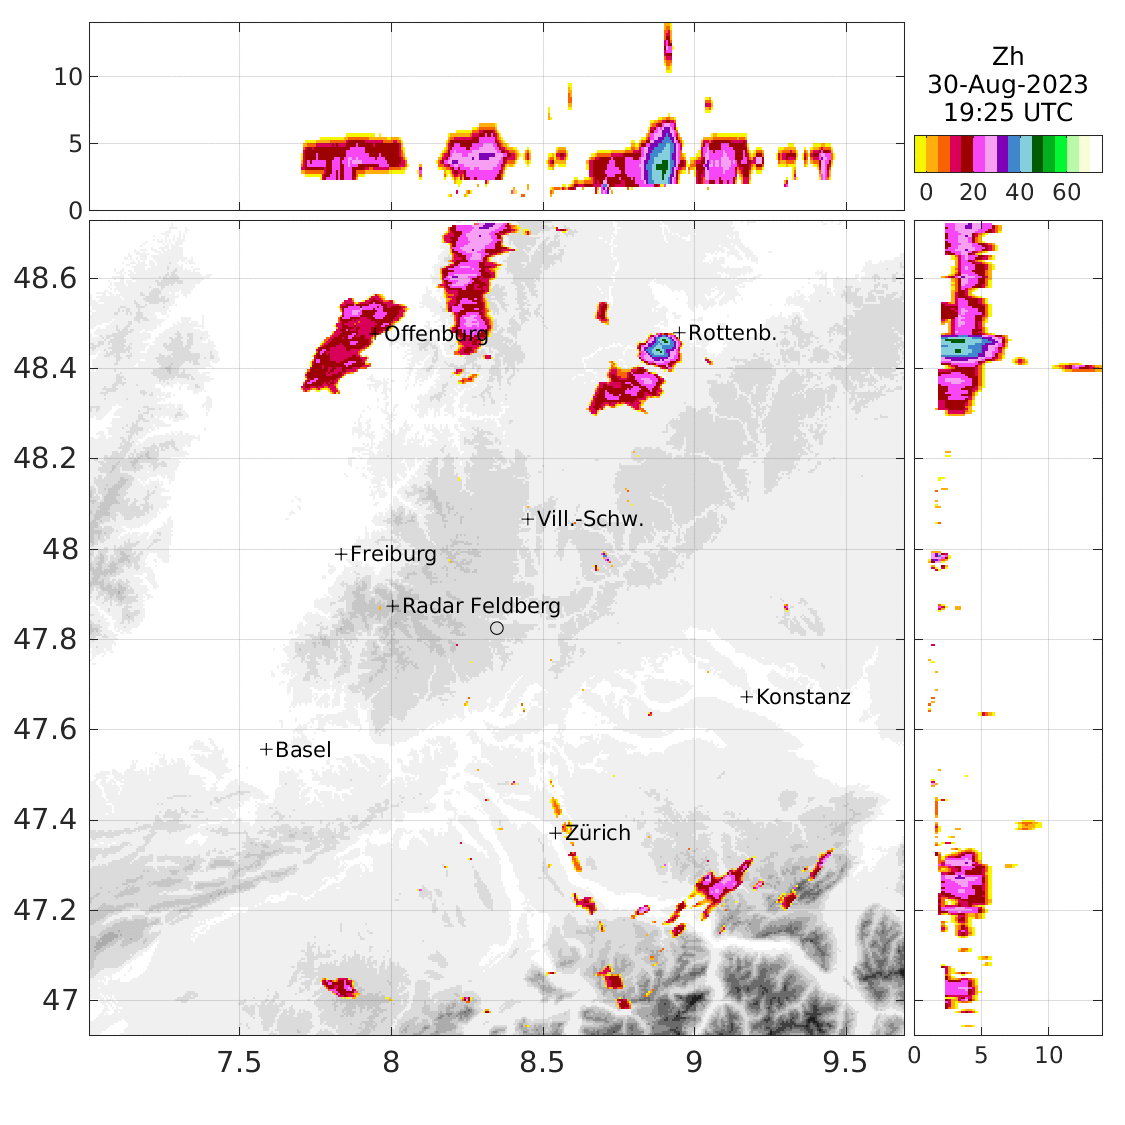 Zh
30-Aug-2023
19:25 UTC
0 20 40 60
10
5
0
48.6
48.4
48.2
48
47.8
47.6
47.4
47.2
47
Offenburg
Rottenb.
Vill.-Schw.
Freiburg
Radar Feldberg
Konstanz
Basel
Zürich
7.5 8 8.5 9 9.5
0 5 10